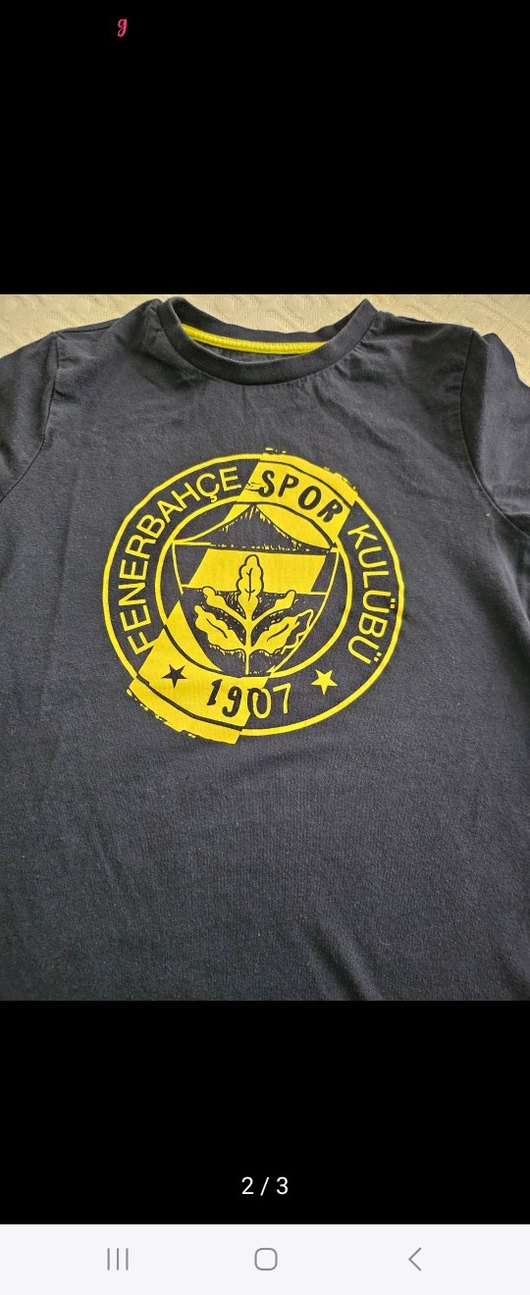 g
FENERBAHÇE SPOR KULÜBÜ
1907
2 / 3